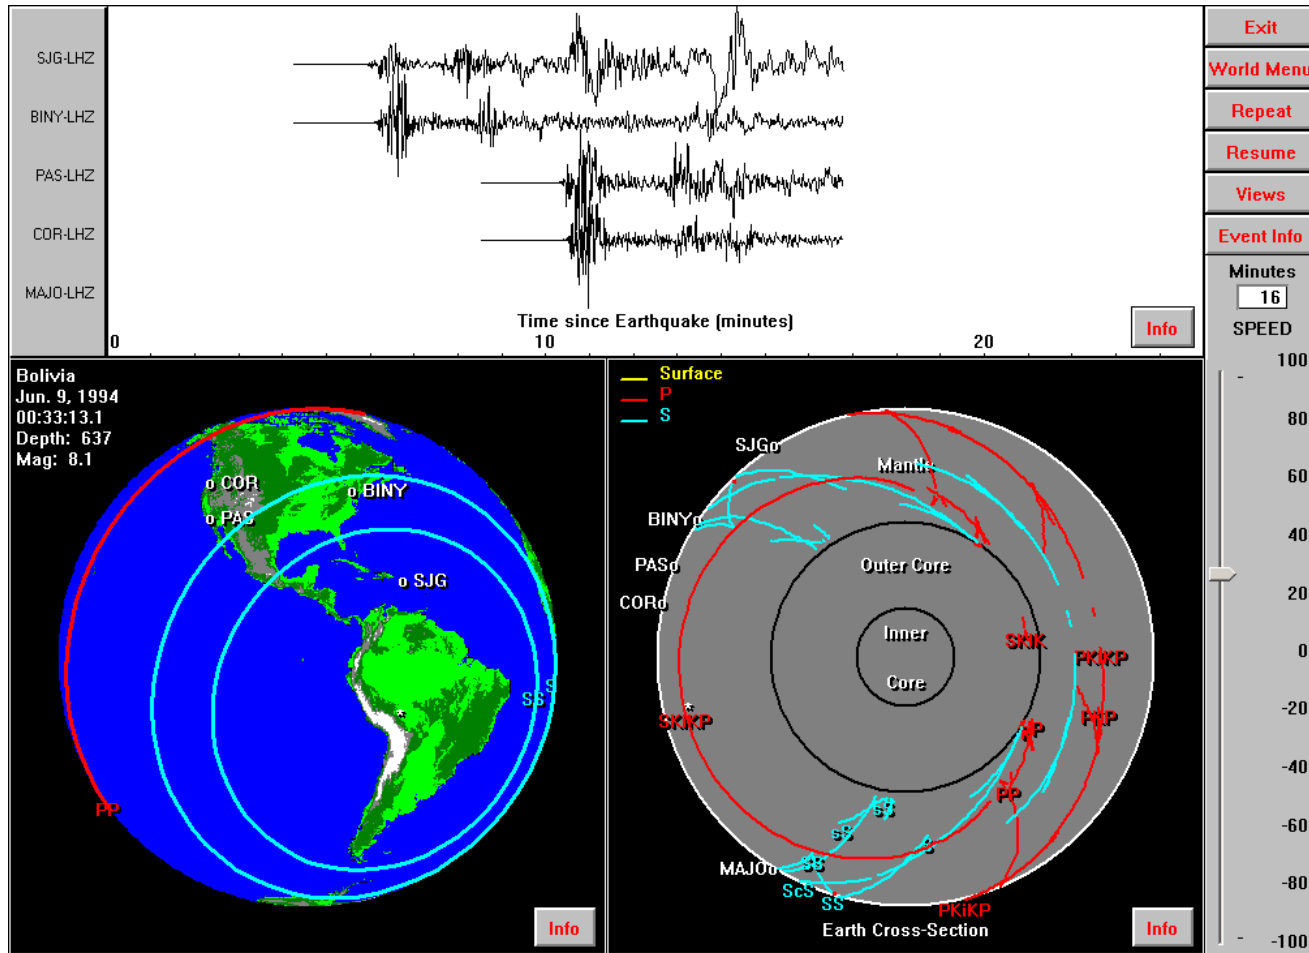 SJG-LHZ
BINY-LHZ
PAS-LHZ
COR-LHZ
MAJO-LHZ
Time since Earthquake (minutes)
0 10 20
Info
Exit
World Menu
Repeat
Resume
Views
Event Info
Minutes
16
SPEED
100
80
60
40
20
0
-20
-40
-60
-80
-100
Bolivia
Jun. 9, 1994
00:33:13.1
Depth: 637
Mag: 8.1
o COR
o BINY
o PAS
o SJG
SS
S
PP
Info
Surface
P
S
SJGo
Mantle
BINYo
PASo
Outer Core
CORo
Inner
Core
SKIK
PKiKP
SKiKP
PP
sS
sS
SS
MAJOo
ScS
SS
PKiKP
Earth Cross-Section
Info